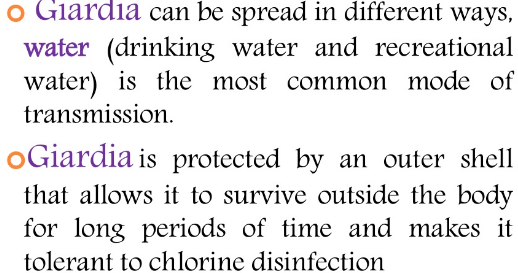 Giardia can be spread in different ways,
water (drinking water and recreational
water) is the most common mode of
transmission.
Giardia is protected by an outer shell
that allows it to survive outside the body
for long periods of time and makes it
tolerant to chlorine disinfection